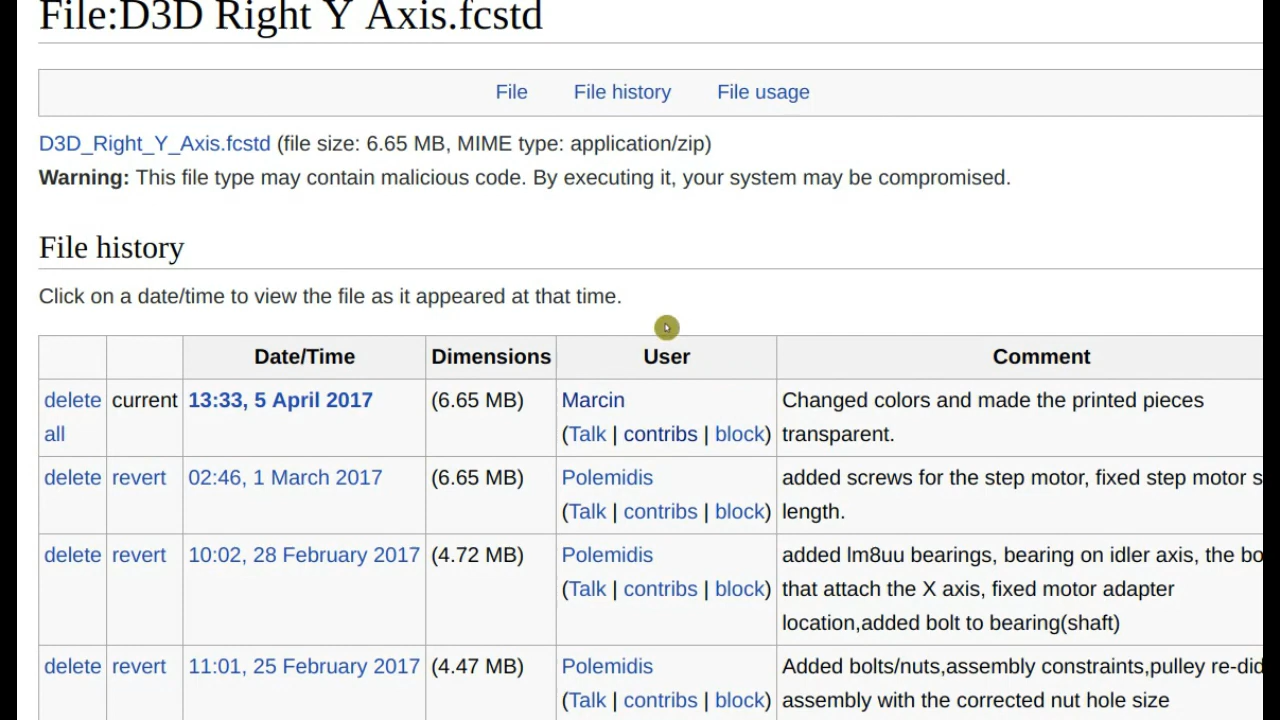 File:D3D Right Y Axis.fcstd
File File history File usage
D3D_Right_Y_Axis.fcstd (file size: 6.65 MB, MIME type: application/zip)
Warning: This file type may contain malicious code. By executing it, your system may be compromised.
File history
Click on a date/time to view the file as it appeared at that time.
Date/Time Dimensions User Comment
delete current 13:33, 5 April 2017 (6.65 MB) Marcin Changed colors and made the printed pieces
all (Talk | contribs | block) transparent.
delete revert 02:46, 1 March 2017 (6.65 MB) Polemidis added screws for the step motor, fixed step motor s
(Talk | contribs | block) length.
delete revert 10:02, 28 February 2017 (4.72 MB) Polemidis added lm8uu bearings, bearing on idler axis, the bo
(Talk | contribs | block) that attach the X axis, fixed motor adapter
location,added bolt to bearing(shaft)
delete revert 11:01, 25 February 2017 (4.47 MB) Polemidis Added bolts/nuts,assembly constraints,pulley re-did
(Talk | contribs | block) assembly with the corrected nut hole size